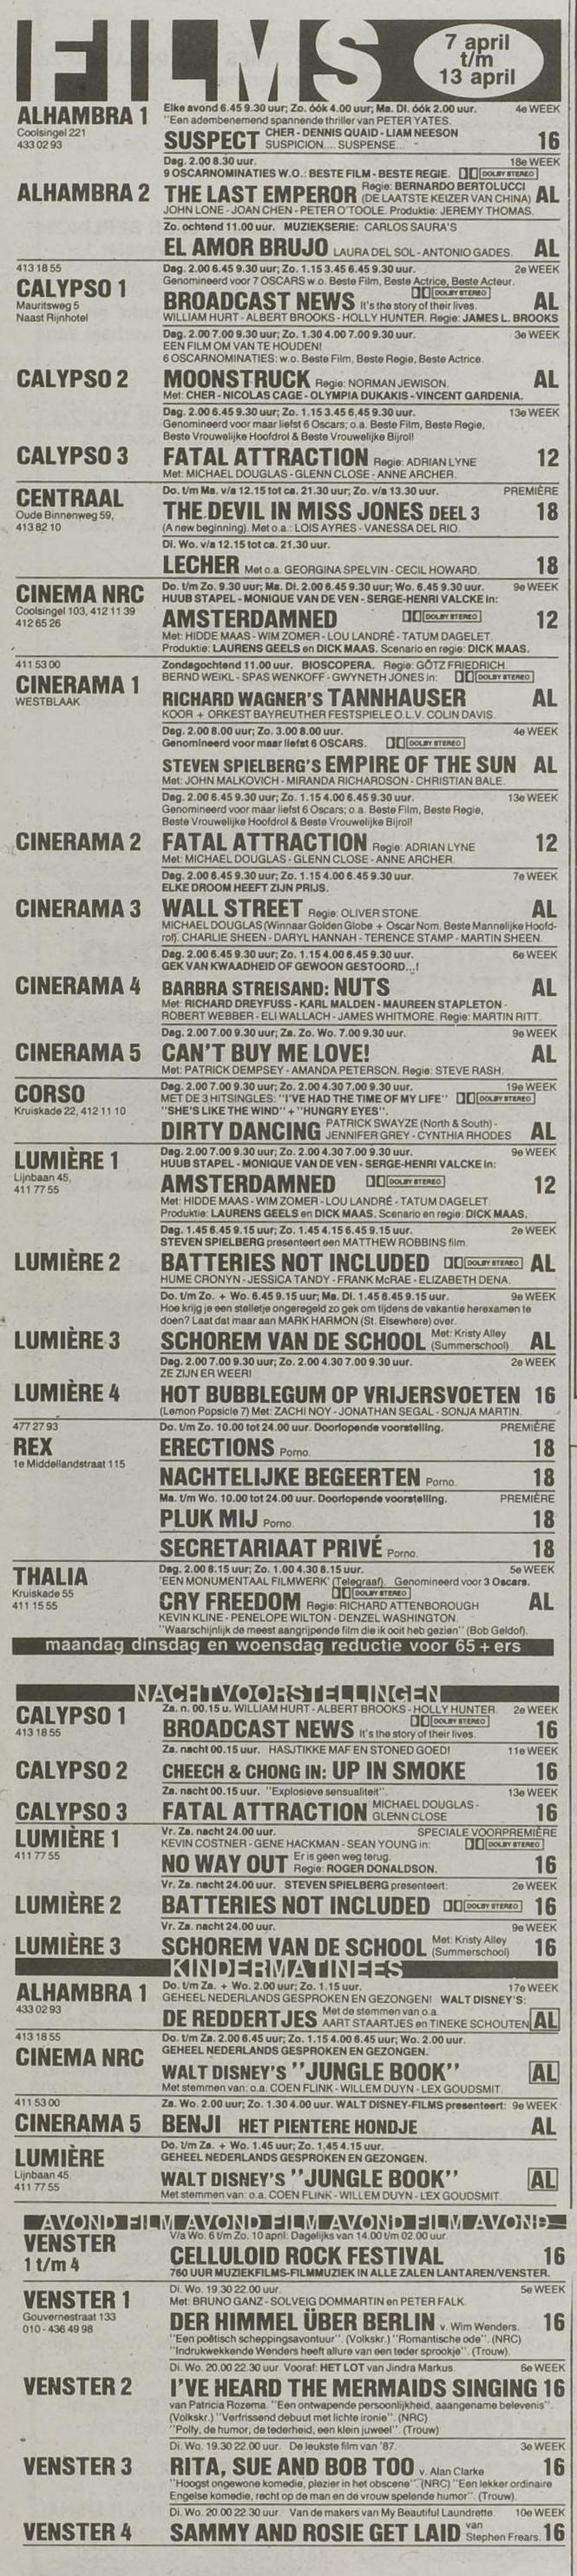 FILMS
7 april
t/m
13 april
ALHAMBRA 1
Coolsingel 221
433 02 93
Elke avond 6.45 9.30 uur; Zo. óók 4.00 uur; Ma. Di. óók 2.00 uur. 4e WEEK
"Een adembenemend spannende thriller van PETER YATES.
SUSPECT CHER - DENNIS QUAID - LIAM NEESON
SUSPICION.... SUSPENSE... - 16
Dag. 2.00 8.30 uur. 18e WEEK
9 OSCARNOMINATIES W.O.: BESTE FILM - BESTE REGIE. DOLBY STEREO
ALHAMBRA 2 THE LAST EMPEROR Regie: BERNARDO BERTOLUCCI
(DE LAATSTE KEIZER VAN CHINA) AL
JOHN LONE - JOAN CHEN - PETER O'TOOLE. Produktie: JEREMY THOMAS.
Zo. ochtend 11.00 uur. MUZIEKSERIE: CARLOS SAURA'S
EL AMOR BRUJO LAURA DEL SOL - ANTONIO GADES. AL
413 18 55
CALYPSO 1
Mauritsweg 5
Naast Rijnhotel
Dag. 2.00 6.45 9.30 uur; Zo. 1.15 3.45 6.45 9.30 uur. 2e WEEK
Genomineerd voor 7 OSCARS w.o. Beste Film, Beste Actrice, Beste Acteur.
DOLBY STEREO
BROADCAST NEWS It's the story of their lives. AL
WILLIAM HURT - ALBERT BROOKS - HOLLY HUNTER. Regie: JAMES L. BROOKS
Dag. 2.00 7.00 9.30 uur; Zo. 1.30 4.00 7.00 9.30 uur. 3e WEEK
EEN FILM OM VAN TE HOUDEN!
6 OSCARNOMINATIES: w.o. Beste Film, Beste Regie, Beste Actrice.
CALYPSO 2 MOONSTRUCK Regie: NORMAN JEWISON. AL
Met: CHER - NICOLAS CAGE - OLYMPIA DUKAKIS - VINCENT GARDENIA.
Dag. 2.00 6.45 9.30 uur; Zo. 1.15 3.45 6.45 9.30 uur. 13e WEEK
Genomineerd voor maar liefst 6 Oscars; o.a. Beste Film, Beste Regie,
Beste Vrouwelijke Hoofdrol & Beste Vrouwelijke Bijrol!
CALYPSO 3 FATAL ATTRACTION Regie: ADRIAN LYNE 12
Met: MICHAEL DOUGLAS - GLENN CLOSE - ANNE ARCHER.
CENTRAAL
Oude Binnenweg 59,
413 82 10
Do. t/m Ma. v/a 12.15 tot ca. 21.30 uur; Zo. v/a 13.30 uur. PREMIÈRE
THE DEVIL IN MISS JONES DEEL 3 18
(A new beginning). Met o.a.: LOIS AYRES - VANESSA DEL RIO.
Di. Wo. v/a 12.15 tot ca. 21.30 uur.
LECHER Met o.a. GEORGINA SPELVIN - CECIL HOWARD. 18
CINEMA NRC
Coolsingel 103, 412 11 39
412 65 26
Do. t/m Zo. 9.30 uur; Ma. Di. 2.00 6.45 9.30 uur; Wo. 6.45 9.30 uur. 9e WEEK
HUUB STAPEL - MONIQUE VAN DE VEN - SERGE-HENRI VALCKE in:
AMSTERDAMNED DOLBY STEREO 12
Met: HIDDE MAAS - WIM ZOMER - LOU LANDRÉ - TATUM DAGELET.
Produktie: LAURENS GEELS en DICK MAAS. Scenario en regie: DICK MAAS.
411 53 00
CINERAMA 1
WESTBLAAK
Zondagochtend 11.00 uur. BIOSCOPERA. Regie: GÖTZ FRIEDRICH.
BERND WEIKL - SPAS WENKOFF - GWYNETH JONES in: DOLBY STEREO
RICHARD WAGNER'S TANNHAUSER AL
KOOR + ORKEST BAYREUTHER FESTSPIELE O.L.V. COLIN DAVIS.
Dag. 2.00 8.00 uur; Zo. 3.00 8.00 uur. 4e WEEK
Genomineerd voor maar liefst 6 OSCARS. DOLBY STEREO
STEVEN SPIELBERG'S EMPIRE OF THE SUN AL
Met: JOHN MALKOVICH - MIRANDA RICHARDSON - CHRISTIAN BALE.
Dag. 2.00 6.45 9.30 uur; Zo. 1.15 4.00 6.45 9.30 uur. 13e WEEK
Genomineerd voor maar liefst 6 Oscars; o.a. Beste Film, Beste Regie,
Beste Vrouwelijke Hoofdrol & Beste Vrouwelijke Bijrol!
CINERAMA 2 FATAL ATTRACTION Regie: ADRIAN LYNE 12
Met: MICHAEL DOUGLAS - GLENN CLOSE - ANNE ARCHER.
Dag. 2.00 6.45 9.30 uur; Zo. 1.15 4.00 6.45 9.30 uur. 7e WEEK
ELKE DROOM HEEFT ZIJN PRIJS.
CINERAMA 3 WALL STREET Regie: OLIVER STONE. AL
MICHAEL DOUGLAS (Winnaar Golden Globe + Oscar Nom. Beste Mannelijke Hoofd-
rol). CHARLIE SHEEN - DARYL HANNAH - TERENCE STAMP - MARTIN SHEEN.
Dag. 2.00 6.45 9.30 uur; Zo. 1.15 4.00 6.45 9.30 uur. 6e WEEK
GEK VAN KWAADHEID OF GEWOON GESTOORD...!
CINERAMA 4 BARBRA STREISAND: NUTS AL
Met: RICHARD DREYFUSS - KARL MALDEN - MAUREEN STAPLETON -
ROBERT WEBBER - ELI WALLACH - JAMES WHITMORE. Regie: MARTIN RITT.
Dag. 2.00 7.00 9.30 uur; Za. Zo. Wo. 7.00 9.30 uur. 9e WEEK
CINERAMA 5 CAN'T BUY ME LOVE! AL
Met: PATRICK DEMPSEY - AMANDA PETERSON. Regie: STEVE RASH.
CORSO
Kruiskade 22, 412 11 10
Dag. 2.00 7.00 9.30 uur; Zo. 2.00 4.30 7.00 9.30 uur. 19e WEEK
MET DE 3 HITSINGLES: "I'VE HAD THE TIME OF MY LIFE" DOLBY STEREO
"SHE'S LIKE THE WIND" + "HUNGRY EYES".
DIRTY DANCING PATRICK SWAYZE (North & South) -
JENNIFER GREY - CYNTHIA RHODES AL
LUMIÈRE 1
Lijnbaan 45,
411 77 55
Dag. 2.00 7.00 9.30 uur; Zo. 2.00 4.30 7.00 9.30 uur. 9e WEEK
HUUB STAPEL - MONIQUE VAN DE VEN - SERGE-HENRI VALCKE in:
AMSTERDAMNED DOLBY STEREO 12
Met: HIDDE MAAS - WIM ZOMER - LOU LANDRÉ - TATUM DAGELET
Produktie: LAURENS GEELS en DICK MAAS. Scenario en regie: DICK MAAS.
Dag. 1.45 6.45 9.15 uur; Zo. 1.45 4.15 6.45 9.15 uur. 2e WEEK
STEVEN SPIELBERG presenteert een MATTHEW ROBBINS film.
LUMIÈRE 2 BATTERIES NOT INCLUDED DOLBY STEREO AL
HUME CRONYN - JESSICA TANDY - FRANK McRAE - ELIZABETH DENA.
Do. t/m Zo. + Wo. 6.45 9.15 uur; Ma. Di. 1.45 6.45 9.15 uur. 9e WEEK
Hoe krijg je een stelletje ongeregeld zo gek om tijdens de vakantie herexamen te
doen? Laat dat maar aan MARK HARMON (St. Elsewhere) over.
LUMIÈRE 3 SCHOREM VAN DE SCHOOL Met: Kristy Alley
(Summerschool) AL
Dag. 2.00 7.00 9.30 uur; Zo. 2.00 4.30 7.00 9.30 uur. 2e WEEK
ZE ZIJN ER WEER!
LUMIÈRE 4 HOT BUBBLEGUM OP VRIJERSVOETEN 16
(Lemon Popsicle 7) Met: ZACHI NOY - JONATHAN SEGAL - SONJA MARTIN.
477 27 93
REX
1e Middellandstraat 115
Do. t/m Zo. 10.00 tot 24.00 uur. Doorlopende voorstelling. PREMIÈRE
ERECTIONS Porno. 18
NACHTELIJKE BEGEERTEN Porno. 18
Ma. t/m Wo. 10.00 tot 24.00 uur. Doorlopende voorstelling. PREMIÈRE
PLUK MIJ Porno. 18
SECRETARIAAT PRIVÉ Porno. 18
THALIA
Kruiskade 55
411 15 55
Dag. 2.00 8.15 uur; Zo. 1.00 4.30 8.15 uur. 5e WEEK
'EEN MONUMENTAAL FILMWERK' (Telegraaf). Genomineerd voor 3 Oscars.
DOLBY STEREO
CRY FREEDOM Regie: RICHARD ATTENBOROUGH AL
KEVIN KLINE - PENELOPE WILTON - DENZEL WASHINGTON.
"Waarschijnlijk de meest aangrijpende film die ik ooit heb gezien" (Bob Geldof).
maandag dinsdag en woensdag reductie voor 65 + ers
NACHTVOORSTELLINGEN
CALYPSO 1
413 18 55
Za. n. 00.15 u. WILLIAM HURT - ALBERT BROOKS - HOLLY HUNTER. 2e WEEK
DOLBY STEREO
BROADCAST NEWS It's the story of their lives. 16
Za. nacht 00.15 uur. HASJTIKKE MAF EN STONED GOED! 11e WEEK
CALYPSO 2 CHEECH & CHONG IN: UP IN SMOKE 16
Za. nacht 00.15 uur. "Explosieve sensualiteit". 13e WEEK
CALYPSO 3 FATAL ATTRACTION MICHAEL DOUGLAS -
GLENN CLOSE 16
LUMIÈRE 1
411 77 55
Vr. Za. nacht 24.00 uur. SPECIALE VOORPREMIÈRE
KEVIN COSTNER - GENE HACKMAN - SEAN YOUNG in: DOLBY STEREO
NO WAY OUT Er is geen weg terug.
Regie: ROGER DONALDSON. 16
Vr. Za. nacht 24.00 uur. STEVEN SPIELBERG presenteert: 2e WEEK
LUMIÈRE 2 BATTERIES NOT INCLUDED DOLBY STEREO 16
Vr. Za. nacht 24.00 uur. 9e WEEK
LUMIÈRE 3 SCHOREM VAN DE SCHOOL Met: Kristy Alley
(Summerschool) 16
KINDERMATINEES
ALHAMBRA 1
433 02 93
Do. t/m Za. + Wo. 2.00 uur; Zo. 1.15 uur. 17e WEEK
GEHEEL NEDERLANDS GESPROKEN EN GEZONGEN! WALT DISNEY'S:
DE REDDERTJES Met de stemmen van o.a.
AART STAARTJES en TINEKE SCHOUTEN AL
413 18 55
CINEMA NRC
Do. t/m Za. 2.00 6.45 uur; Zo. 1.15 4.00 6.45 uur; Wo. 2.00 uur.
GEHEEL NEDERLANDS GESPROKEN EN GEZONGEN.
WALT DISNEY'S "JUNGLE BOOK" AL
Met stemmen van: o.a. COEN FLINK - WILLEM DUYN - LEX GOUDSMIT.
411 53 00
Za. Wo. 2.00 uur; Zo. 1.30 4.00 uur. WALT DISNEY-FILMS presenteert: 9e WEEK
CINERAMA 5 BENJI HET PIENTERE HONDJE AL
LUMIÈRE
Lijnbaan 45.
411 77 55
Do. t/m Za. + Wo. 1.45 uur; Zo. 1.45 4.15 uur.
GEHEEL NEDERLANDS GESPROKEN EN GEZONGEN.
WALT DISNEY'S "JUNGLE BOOK" AL
Met stemmen van: o.a. COEN FLINK - WILLEM DUYN - LEX GOUDSMIT.
AVOND FILM AVOND FILM AVOND FILM AVOND
VENSTER
1 t/m 4
V/a Wo. 6 t/m Zo. 10 april: Dagelijks van 14.00 t/m 02.00 uur.
CELLULOID ROCK FESTIVAL 16
760 UUR MUZIEKFILMS-FILMMUZIEK IN ALLE ZALEN LANTAREN/VENSTER.
VENSTER 1
Gouvernestraat 133
010 - 436 49 98
Di. Wo. 19.30 22.00 uur. 5e WEEK
Met: BRUNO GANZ - SOLVEIG DOMMARTIN en PETER FALK.
DER HIMMEL ÜBER BERLIN v. Wim Wenders. 16
"Een poëtisch scheppingsavontuur". (Volkskr.) "Romantische ode". (NRC)
"Indrukwekkende Wenders heeft allure van een teder sprookje". (Trouw).
Di. Wo. 20.00 22.30 uur. Vooraf: HET LOT van Jindra Markus. 6e WEEK
VENSTER 2 I'VE HEARD THE MERMAIDS SINGING 16
van Patricia Rozema. "Een ontwapende persoonlijkheid, aaangename belevenis".
(Volkskr.) "Verfrissend debuut met lichte ironie". (NRC)
"Polly, de humor, de tederheid, een klein juweel". (Trouw)
Di. Wo. 19.30 22.00 uur. De leukste film van '87. 3e WEEK
VENSTER 3 RITA, SUE AND BOB TOO v. Alan Clarke 16
"Hoogst ongewone komedie, plezier in het obscene". (NRC) "Een lekker ordinaire
Engelse komedie, recht op de man en de vrouw spelende humor". (Trouw).
Di. Wo. 20.00 22.30 uur. Van de makers van My Beautiful Laundrette. 10e WEEK
VENSTER 4 SAMMY AND ROSIE GET LAID van
Stephen Frears. 16